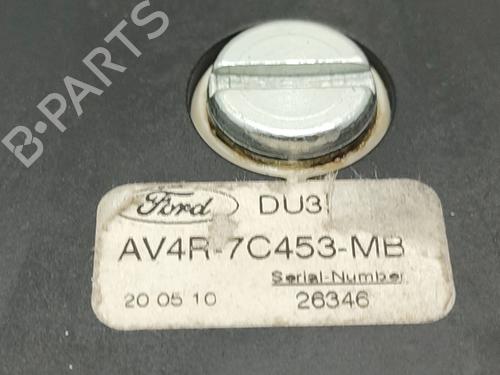 B-PARTS
Ford DU3
AV4R-7C453-MB
Serial-Number
20 05 10 26346